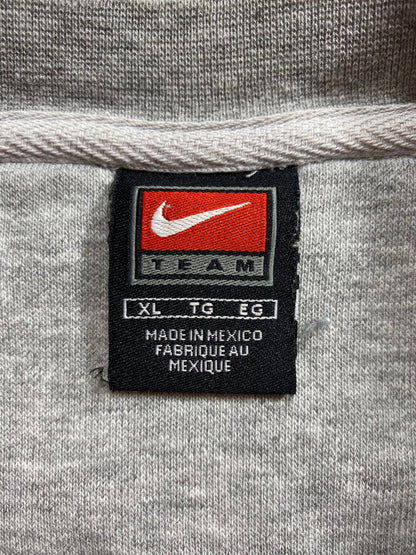 TEAM
XL TG EG
MADE IN MEXICO
FABRIQUE AU
MEXIQUE